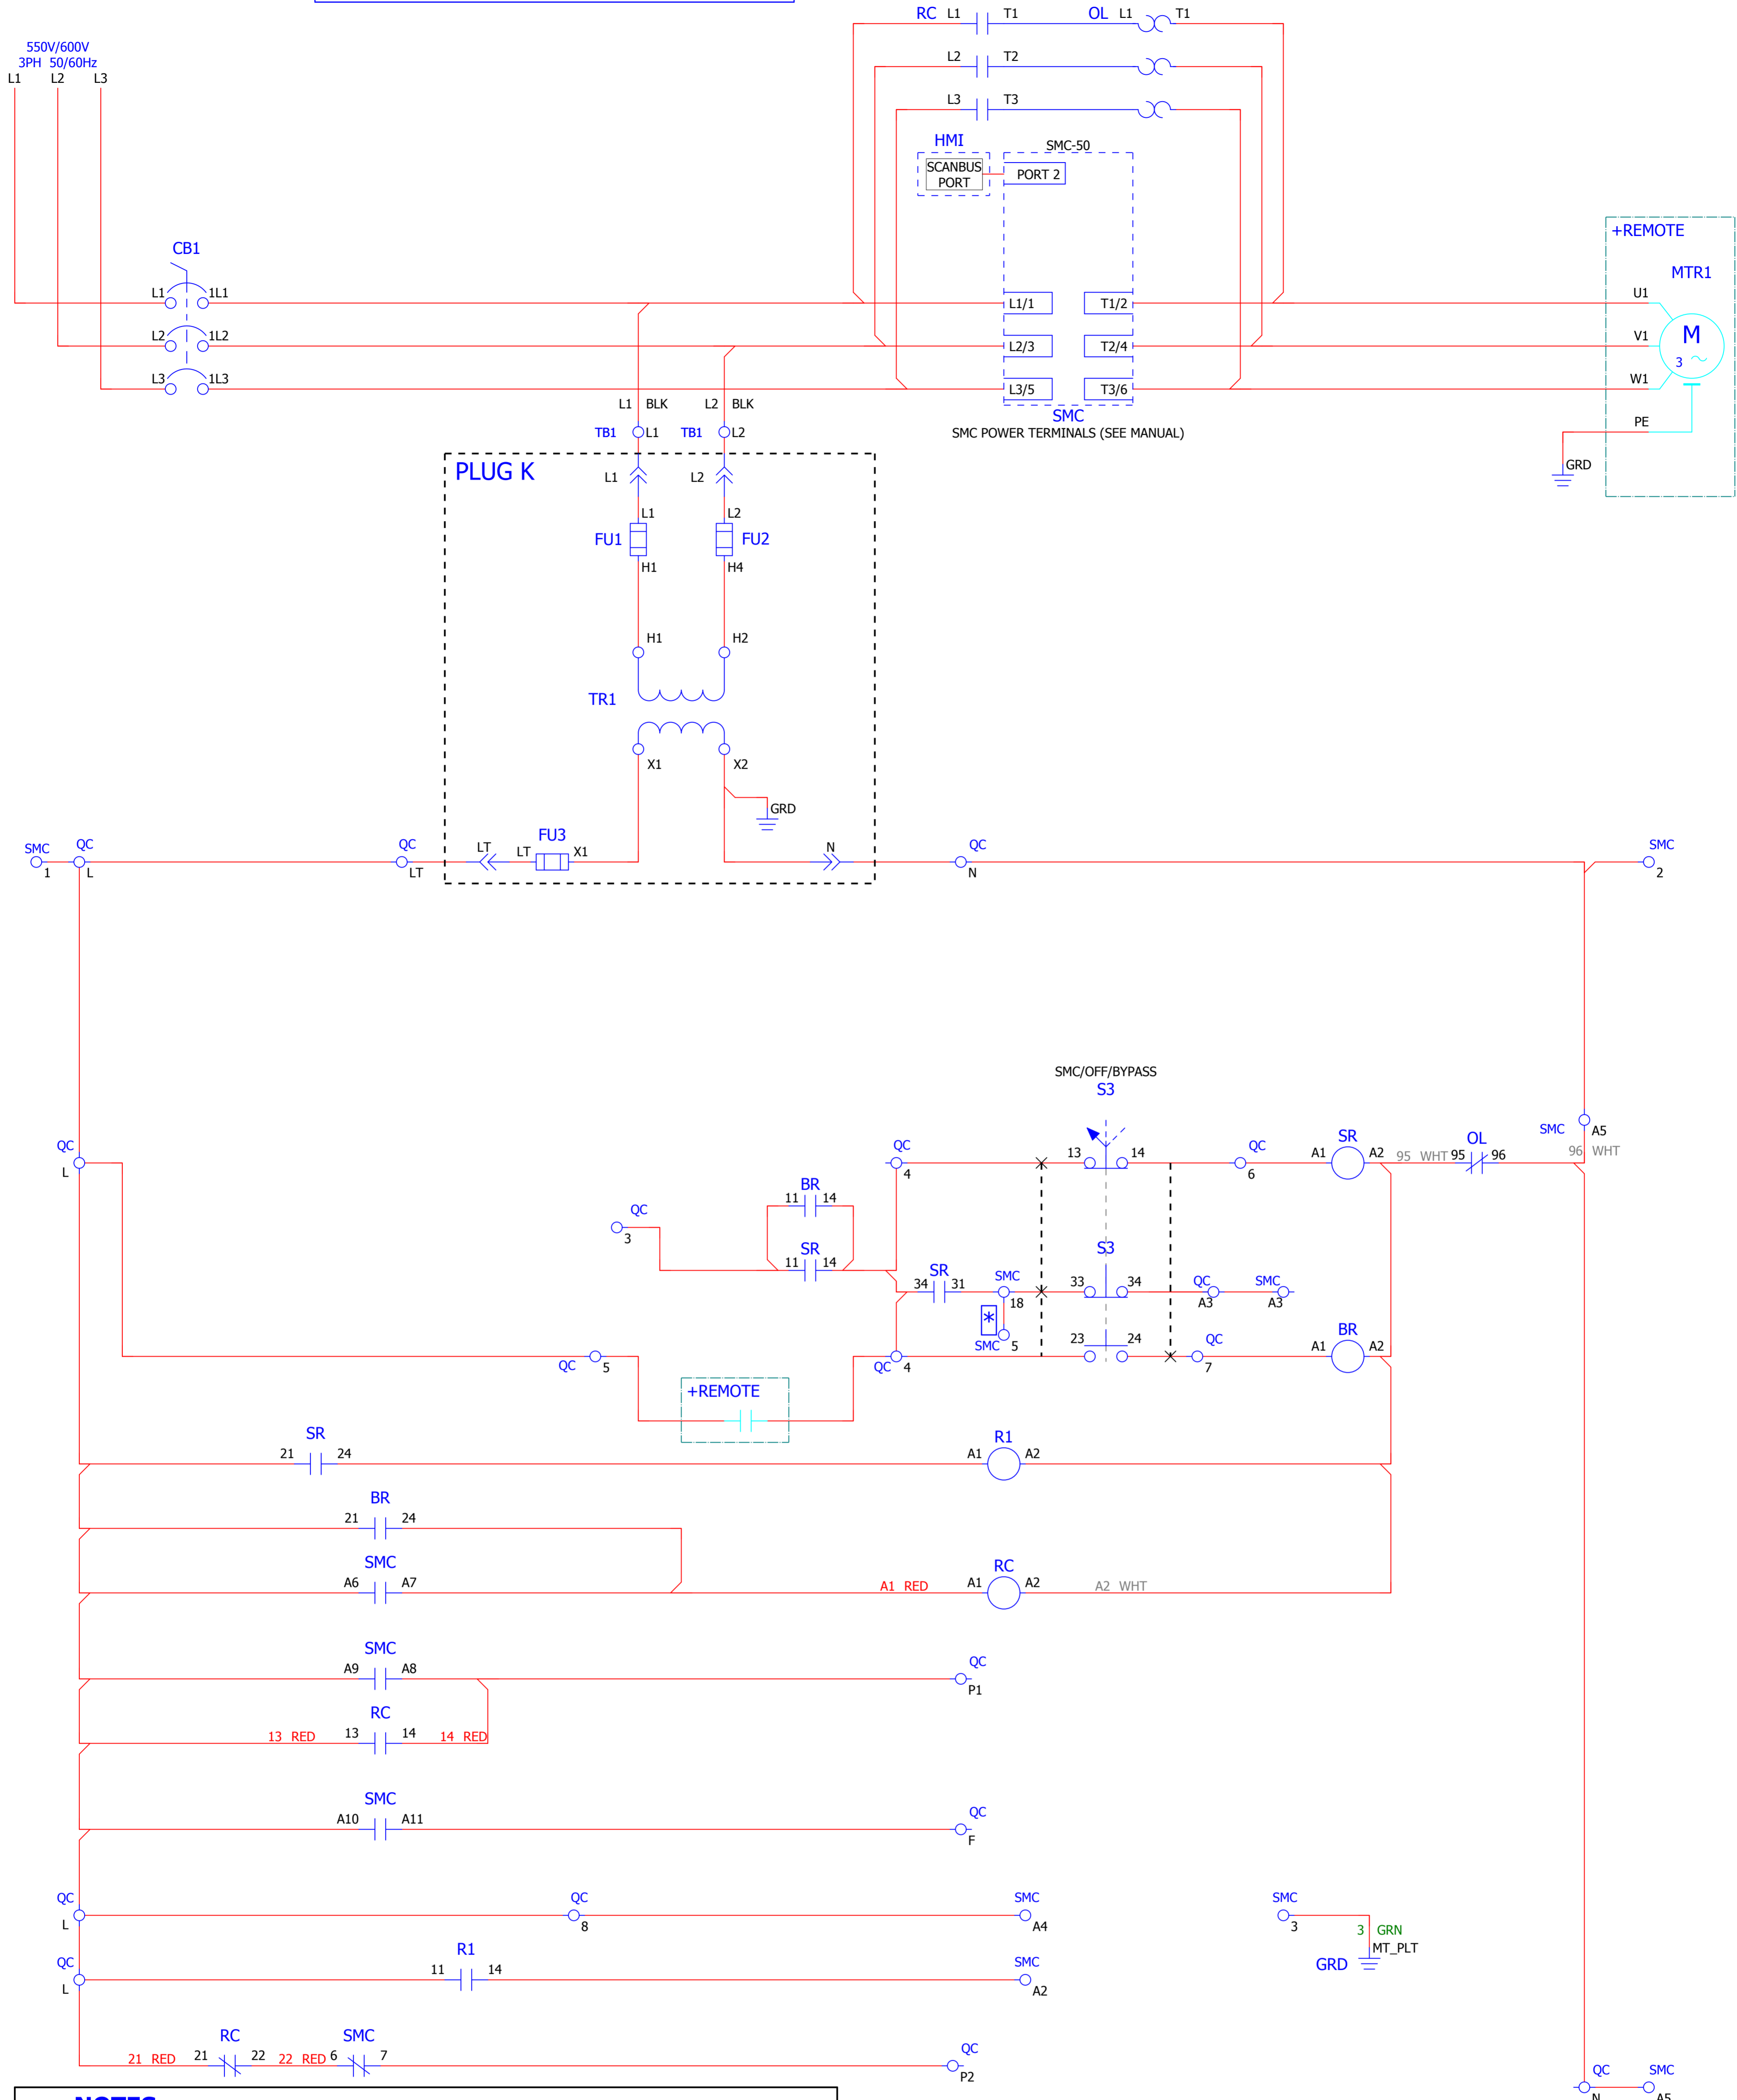 RC L1 T1 OL L1 T1
550V/600V
3PH 50/60Hz
L1 L2 L3
L2 T2
L3 T3
HMI
SMC-50
SCANBUS
PORT
PORT 2
+REMOTE
CB1
MTR1
L1 1L1
L1/1 T1/2
U1
L2 1L2
L2/3 T2/4
V1
M
3
L3 1L3
L3/5 T3/6
W1
L1 BLK L2 BLK
SMC
SMC POWER TERMINALS (SEE MANUAL)
PE
TB1 L1 TB1 L2
GRD
PLUG K
L1 L2
L1 L2
FU1 FU2
H1 H4
H1 H2
TR1
X1 X2
GRD
FU3
SMC QC QC LT LT X1 N QC SMC
1 L LT N 2
SMC/OFF/BYPASS
S3
SMC A5
QC QC 13 14 QC SR OL
L 4 6 A1 A2 95 WHT 95 96 96 WHT
BR
11 14
QC
3
SR
11 14
S3
SR
34 31 SMC 33 34 QC SMC
18 A3 A3
*
SMC 5
23 24 QC BR
A1 A2
QC 5 QC 4 7
+REMOTE
SR R1
21 24 A1 A2
BR
21 24
SMC RC
A6 A7 A1 RED A1 A2 A2 WHT
SMC
A9 A8 QC
P1
RC
13 RED 13 14 14 RED
SMC
A10 A11 QC
F
QC QC SMC SMC
L 8 A4 3
3 GRN
MT_PLT
GRD
QC R1 SMC
L 11 14 A2
RC SMC
21 RED 21 22 22 RED 6 7 QC
P2
QC SMC
N A5
NOTES